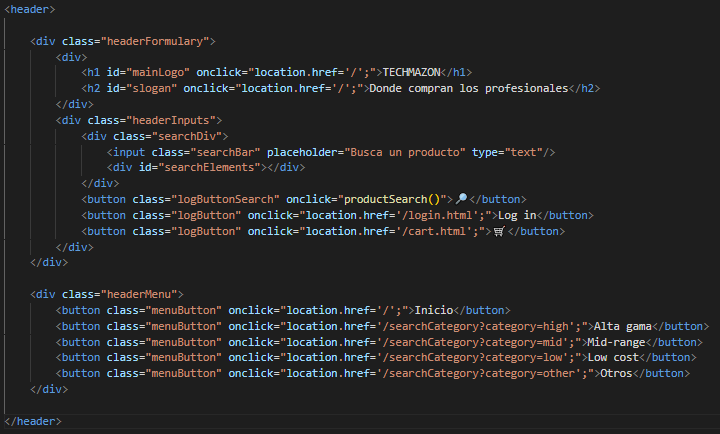 <header>
<div class="headerFormulary">
<div>
<h1 id="mainLogo" onclick="location.href='/';">TECHMAZON</h1>
<h2 id="slogan" onclick="location.href='/';">Donde compran los profesionales</h2>
</div>
<div class="headerInputs">
<div class="searchDiv">
<input class="searchBar" placeholder="Busca un producto" type="text"/>
<div id="searchElements"></div>
</div>
<button class="logButtonSearch" onclick="productSearch()">🔎</button>
<button class="logButton" onclick="location.href='/login.html';">Log in</button>
<button class="logButton" onclick="location.href='/cart.html';">🛒</button>
</div>
</div>
<div class="headerMenu">
<button class="menuButton" onclick="location.href='/';">Inicio</button>
<button class="menuButton" onclick="location.href='/searchCategory?category=high';">Alta gama</button>
<button class="menuButton" onclick="location.href='/searchCategory?category=mid';">Mid-range</button>
<button class="menuButton" onclick="location.href='/searchCategory?category=low';">Low cost</button>
<button class="menuButton" onclick="location.href='/searchCategory?category=other';">Otros</button>
</div>
</header>